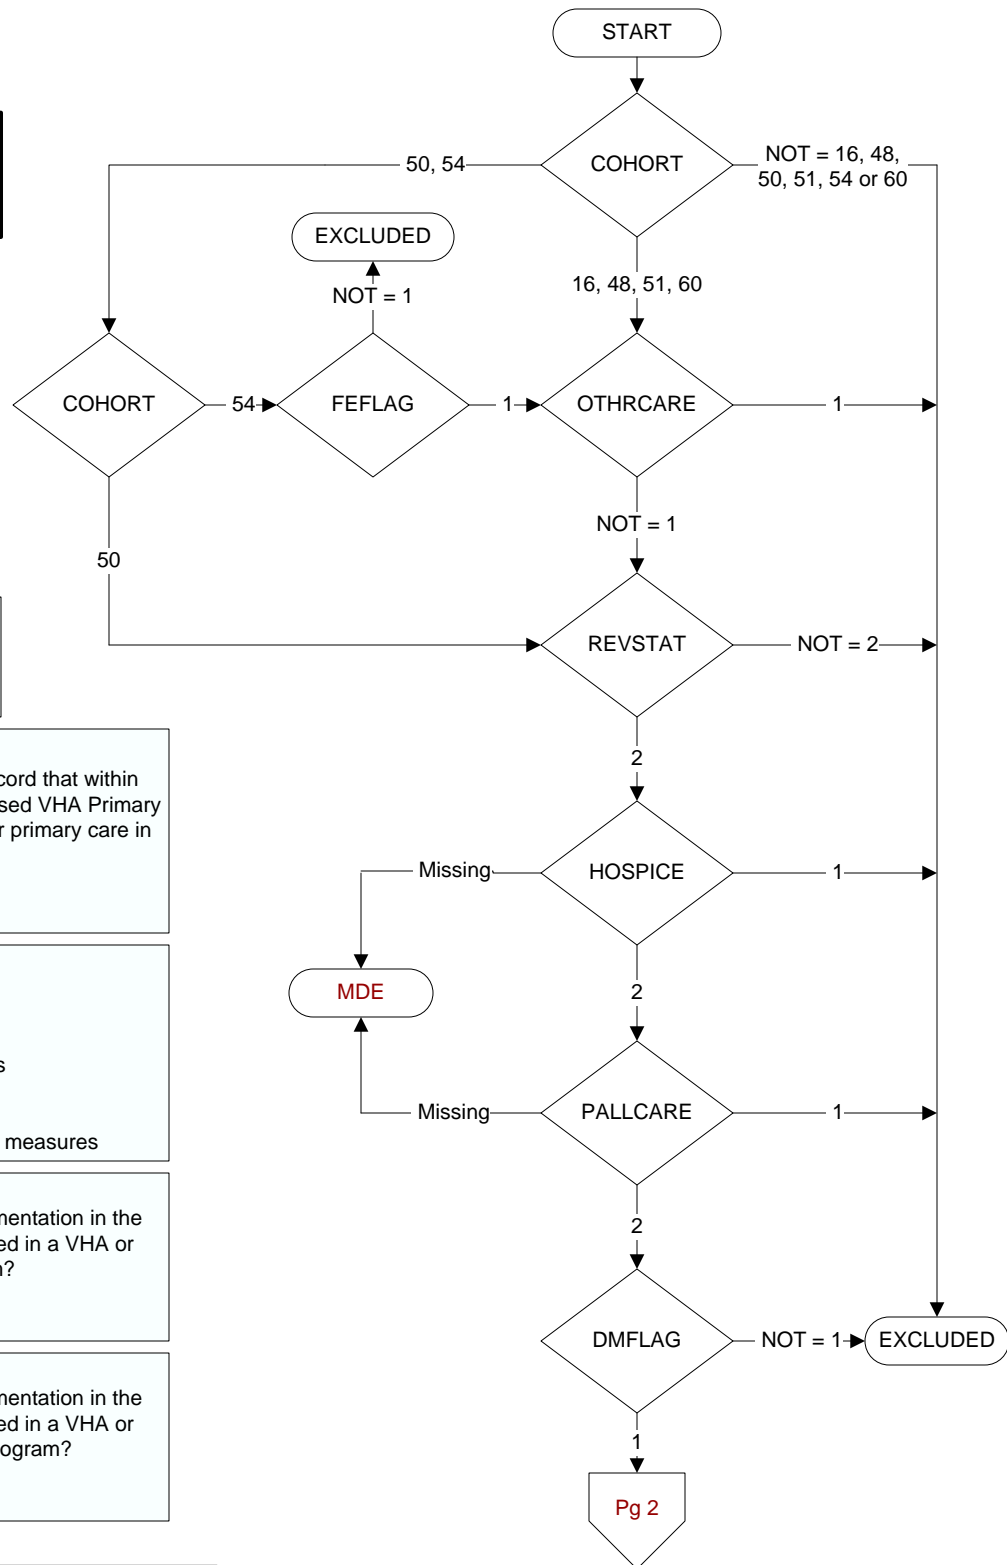 START
COHORT
50, 54
NOT = 16, 48,
50, 51, 54 or 60
EXCLUDED
NOT = 1
16, 48, 51, 60
COHORT
54
FEFLAG
1
OTHRCARE
1
NOT = 1
50
REVSTAT
NOT = 2
2
cord that within
sed VHA Primary
r primary care in
Missing
HOSPICE
1
MDE
2
s
measures
Missing
PALLCARE
1
mentation in the
ed in a VHA or
n?
2
DMFLAG
NOT = 1
EXCLUDED
mentation in the
ed in a VHA or
ogram?
1
Pg 2